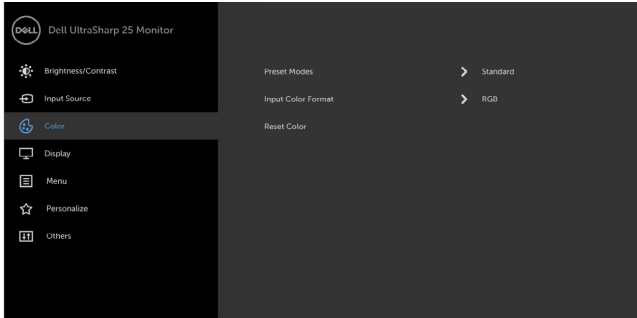 DELL Dell UltraSharp 25 Monitor
Brightness/Contrast Preset Modes Standard
Input Source Input Color Format RGB
Color Reset Color
Display
Menu
Personalize
Others